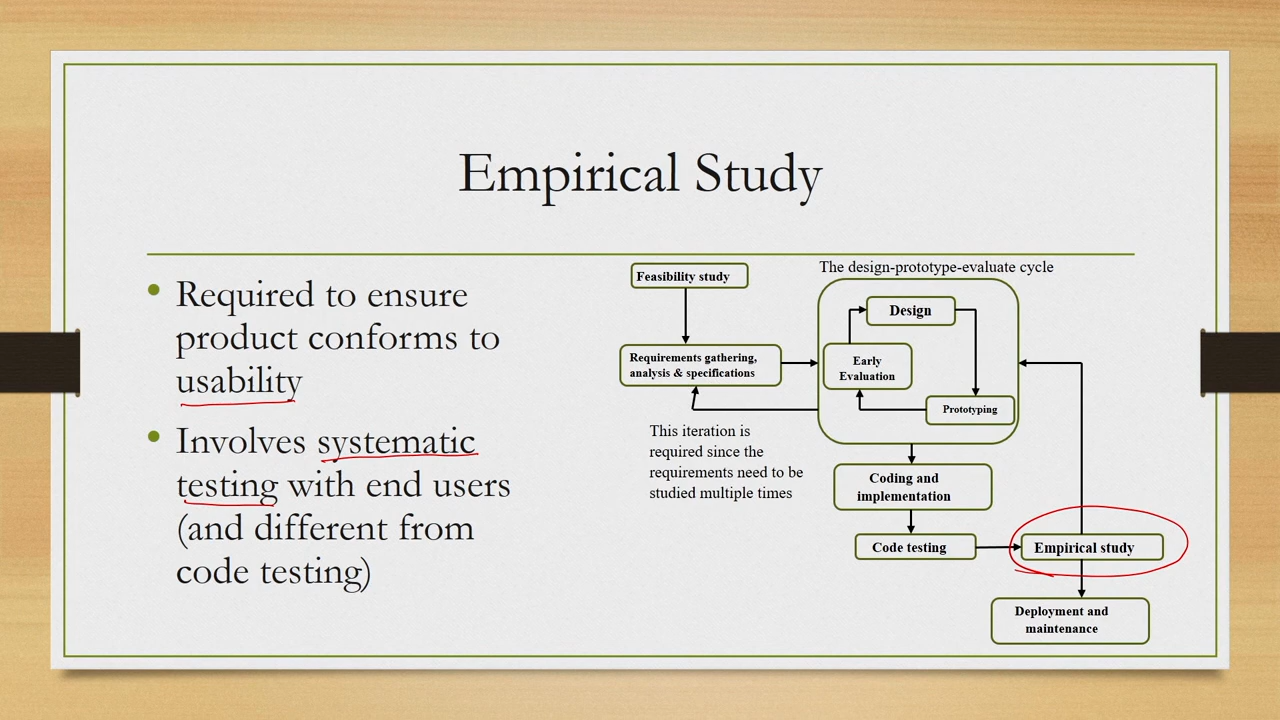 Empirical Study
Required to ensure
product conforms to
usability
Involves systematic
testing with end users
(and different from
code testing)
Feasibility study
The design-prototype-evaluate cycle
Design
Requirements gathering,
analysis & specifications
Early
Evaluation
Prototyping
This iteration is
required since the
requirements need to be
studied multiple times
Coding and
implementation
Code testing
Empirical study
Deployment and
maintenance